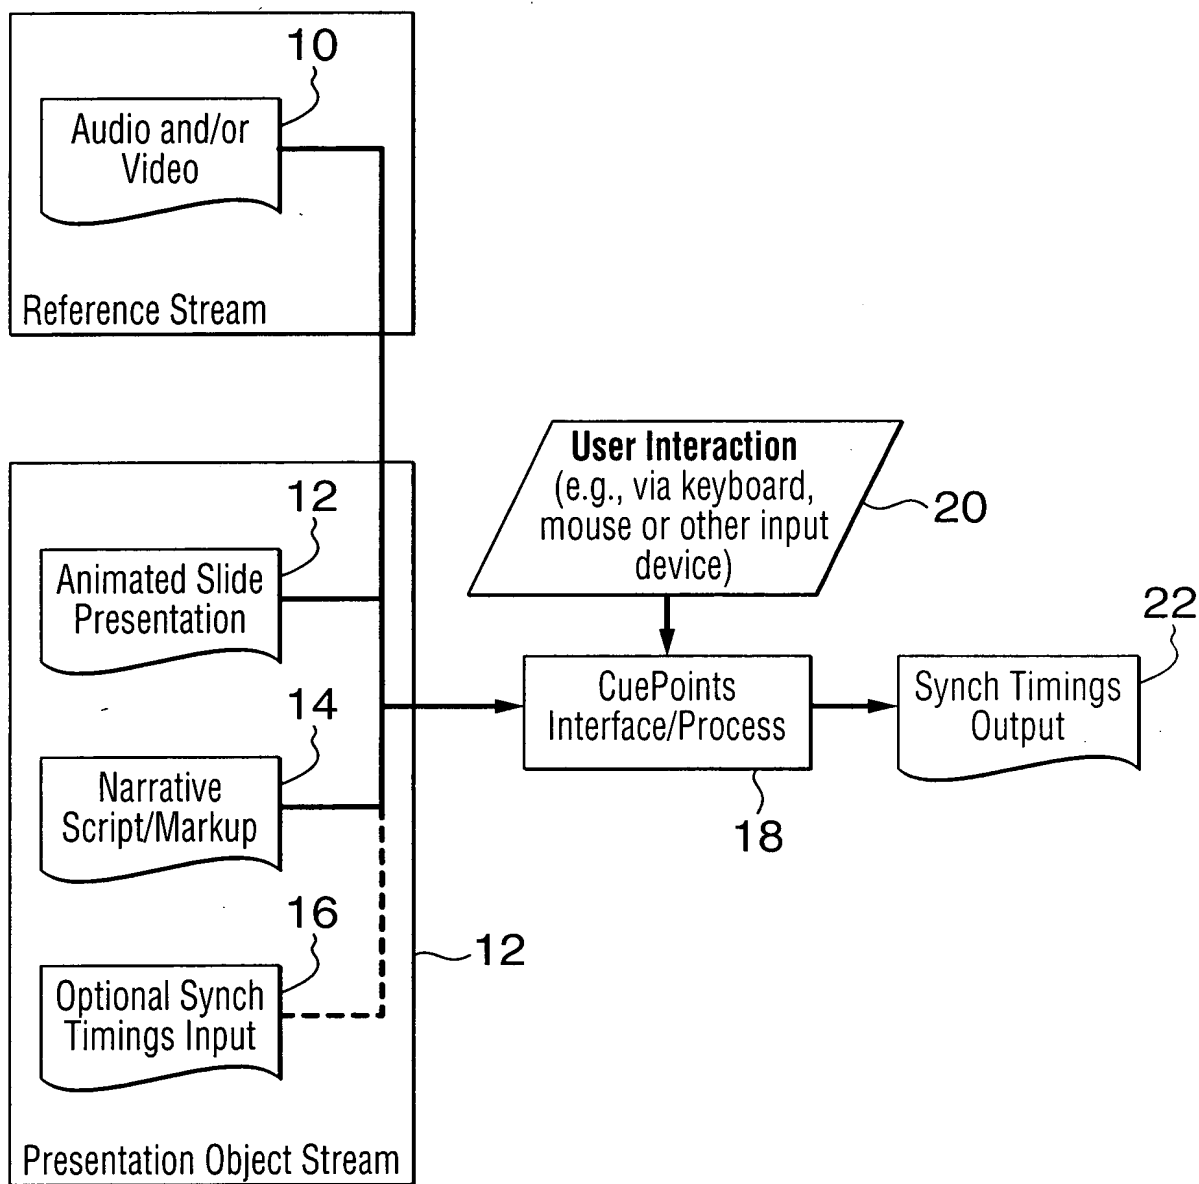 10
Audio and/or
Video
Reference Stream
12
Animated Slide
Presentation
14
Narrative
Script/Markup
16
Optional Synch
Timings Input
12
Presentation Object Stream
User Interaction
(e.g., via keyboard,
mouse or other input
device)
20
CuePoints
Interface/Process
18
22
Synch Timings
Output